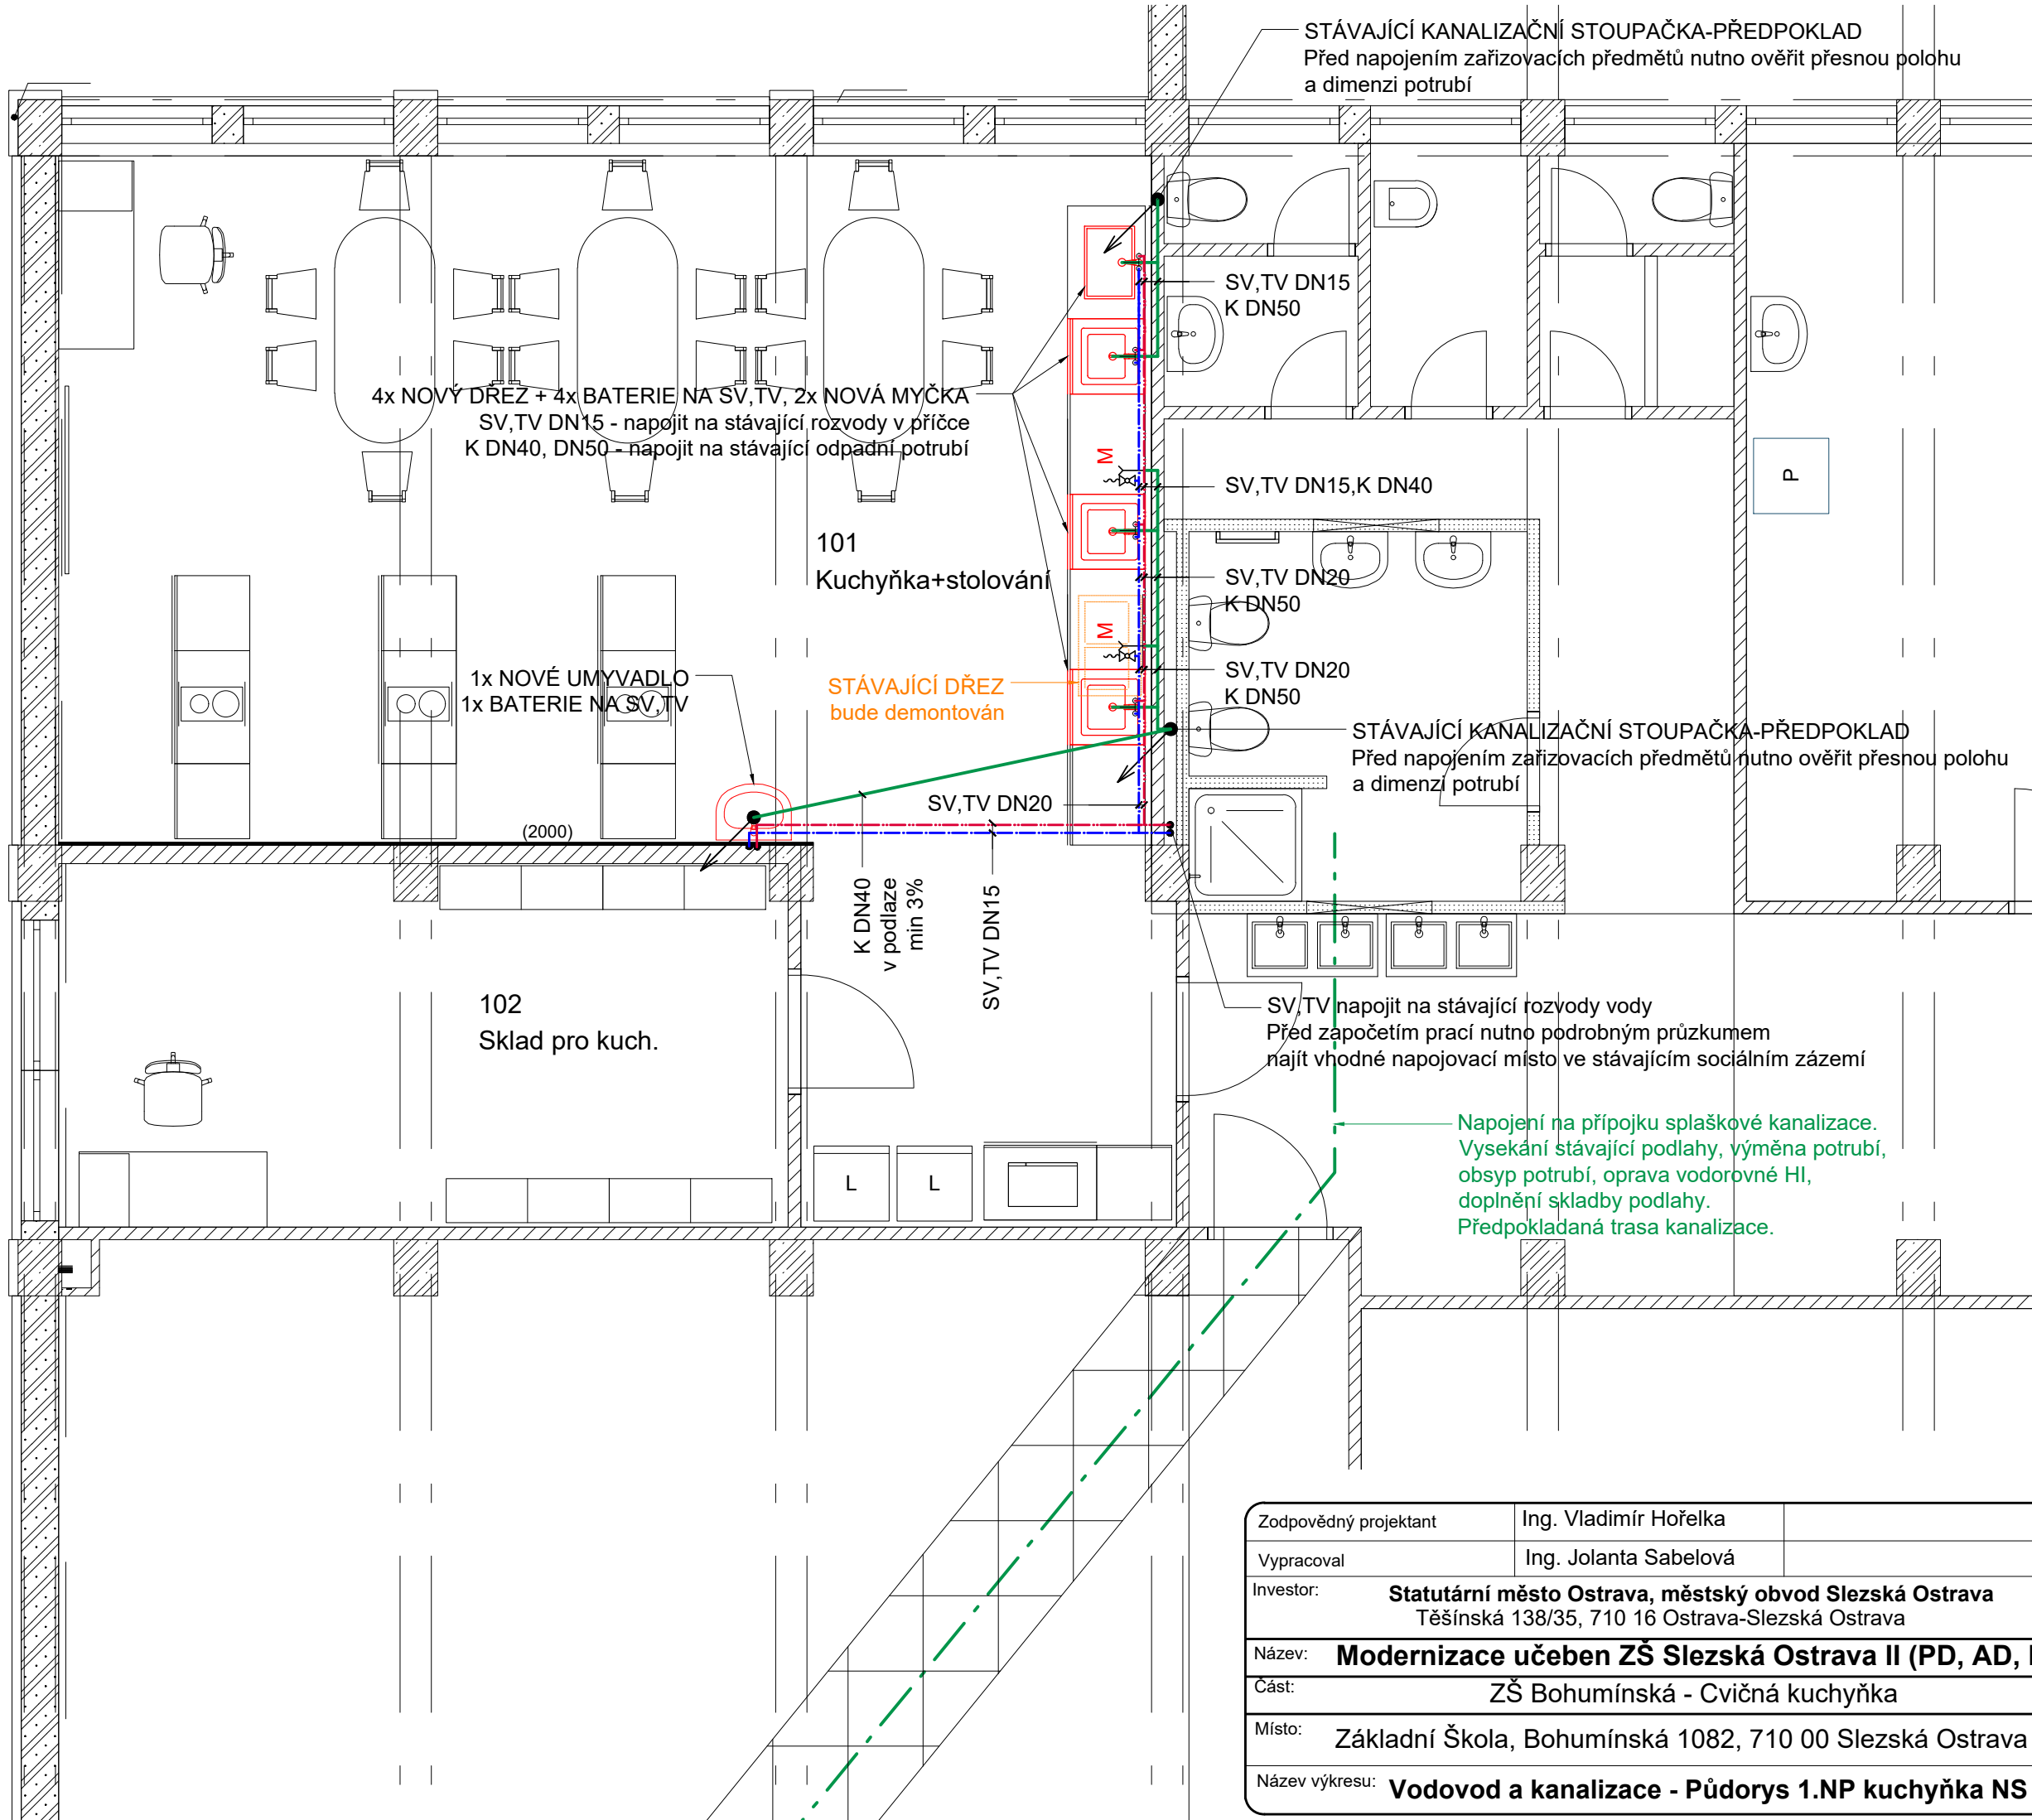 STÁVAJÍCÍ KANALIZAČNÍ STOUPAČKA-PŘEDPOKLAD
Před napojením zařizovacích předmětů nutno ověřit přesnou polohu
a dimenzi potrubí
SV,TV DN15
K DN50
4x NOVÝ DŘEZ + 4x BATERIE NA SV,TV, 2x NOVÁ MYČKA
SV,TV DN15 - napojit na stávající rozvody v příčce
K DN40, DN50 - napojit na stávající odpadní potrubí
M
SV,TV DN15,K DN40
P
101
Kuchyňka+stolování
SV,TV DN20
K DN50
M
1x NOVÉ UMYVADLO
1x BATERIE NA SV,TV
STÁVAJÍCÍ DŘEZ
bude demontován
SV,TV DN20
K DN50
STÁVAJÍCÍ KANALIZAČNÍ STOUPAČKA-PŘEDPOKLAD
Před napojením zařizovacích předmětů nutno ověřit přesnou polohu
a dimenzi potrubí
SV,TV DN20
(2000)
K DN40
v podlaze
min 3%
SV,TV DN15
102
Sklad pro kuch.
SV,TV napojit na stávající rozvody vody
Před započetím prací nutno podrobným průzkumem
najít vhodné napojovací místo ve stávajícím sociálním zázemí
Napojení na přípojku splaškové kanalizace.
Vysekání stávající podlahy, výměna potrubí,
obsyp potrubí, oprava vodorovné HI,
doplnění skladby podlahy.
Předpokladaná trasa kanalizace.
L
L
Zodpovědný projektant Ing. Vladimír Hořelka
Vypracoval Ing. Jolanta Sabelová
Investor: Statutární město Ostrava, městský obvod Slezská Ostrava
Těšínská 138/35, 710 16 Ostrava-Slezská Ostrava
Název: Modernizace učeben ZŠ Slezská Ostrava II (PD, AD,
Část: ZŠ Bohumínská - Cvičná kuchyňka
Místo: Základní Škola, Bohumínská 1082, 710 00 Slezská Ostrava
Název výkresu: Vodovod a kanalizace - Půdorys 1.NP kuchyňka NS